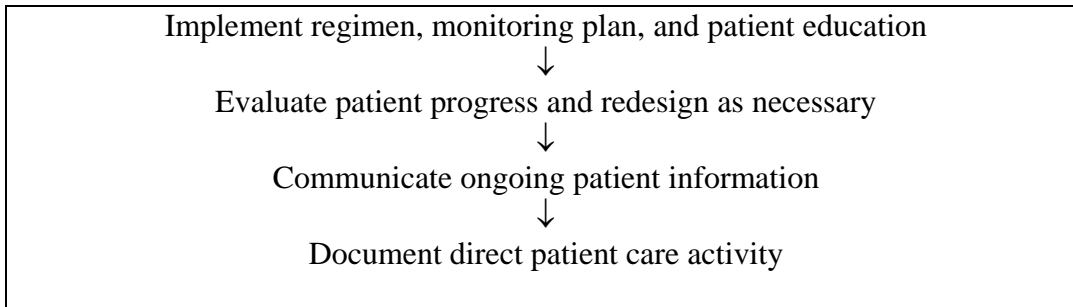 Implement regimen, monitoring plan, and patient education
↓
Evaluate patient progress and redesign as necessary
↓
Communicate ongoing patient information
↓
Document direct patient care activity